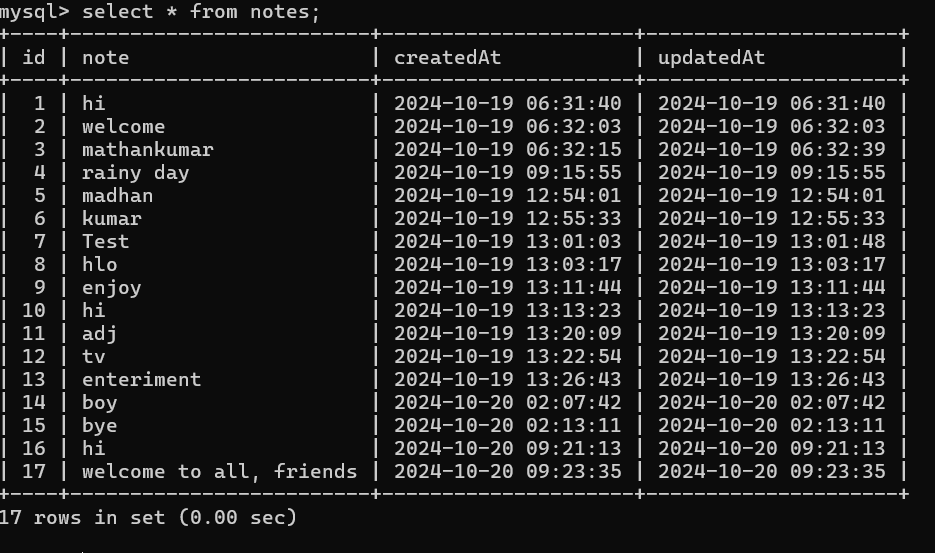 mysql> select * from notes;
+----+-------------------------+---------------------+---------------------+
| id | note                    | createdAt           | updatedAt           |
+----+-------------------------+---------------------+---------------------+
|  1 | hi                      | 2024-10-19 06:31:40 | 2024-10-19 06:31:40 |
|  2 | welcome                 | 2024-10-19 06:32:03 | 2024-10-19 06:32:03 |
|  3 | mathankumar             | 2024-10-19 06:32:15 | 2024-10-19 06:32:39 |
|  4 | rainy day               | 2024-10-19 09:15:55 | 2024-10-19 09:15:55 |
|  5 | madhan                  | 2024-10-19 12:54:01 | 2024-10-19 12:54:01 |
|  6 | kumar                   | 2024-10-19 12:55:33 | 2024-10-19 12:55:33 |
|  7 | Test                    | 2024-10-19 13:01:03 | 2024-10-19 13:01:48 |
|  8 | hlo                     | 2024-10-19 13:03:17 | 2024-10-19 13:03:17 |
|  9 | enjoy                   | 2024-10-19 13:11:44 | 2024-10-19 13:11:44 |
| 10 | hi                      | 2024-10-19 13:13:23 | 2024-10-19 13:13:23 |
| 11 | adj                     | 2024-10-19 13:20:09 | 2024-10-19 13:20:09 |
| 12 | tv                      | 2024-10-19 13:22:54 | 2024-10-19 13:22:54 |
| 13 | enteriment              | 2024-10-19 13:26:43 | 2024-10-19 13:26:43 |
| 14 | boy                     | 2024-10-20 02:07:42 | 2024-10-20 02:07:42 |
| 15 | bye                     | 2024-10-20 02:13:11 | 2024-10-20 02:13:11 |
| 16 | hi                      | 2024-10-20 09:21:13 | 2024-10-20 09:21:13 |
| 17 | welcome to all, friends | 2024-10-20 09:23:35 | 2024-10-20 09:23:35 |
+----+-------------------------+---------------------+---------------------+
17 rows in set (0.00 sec)